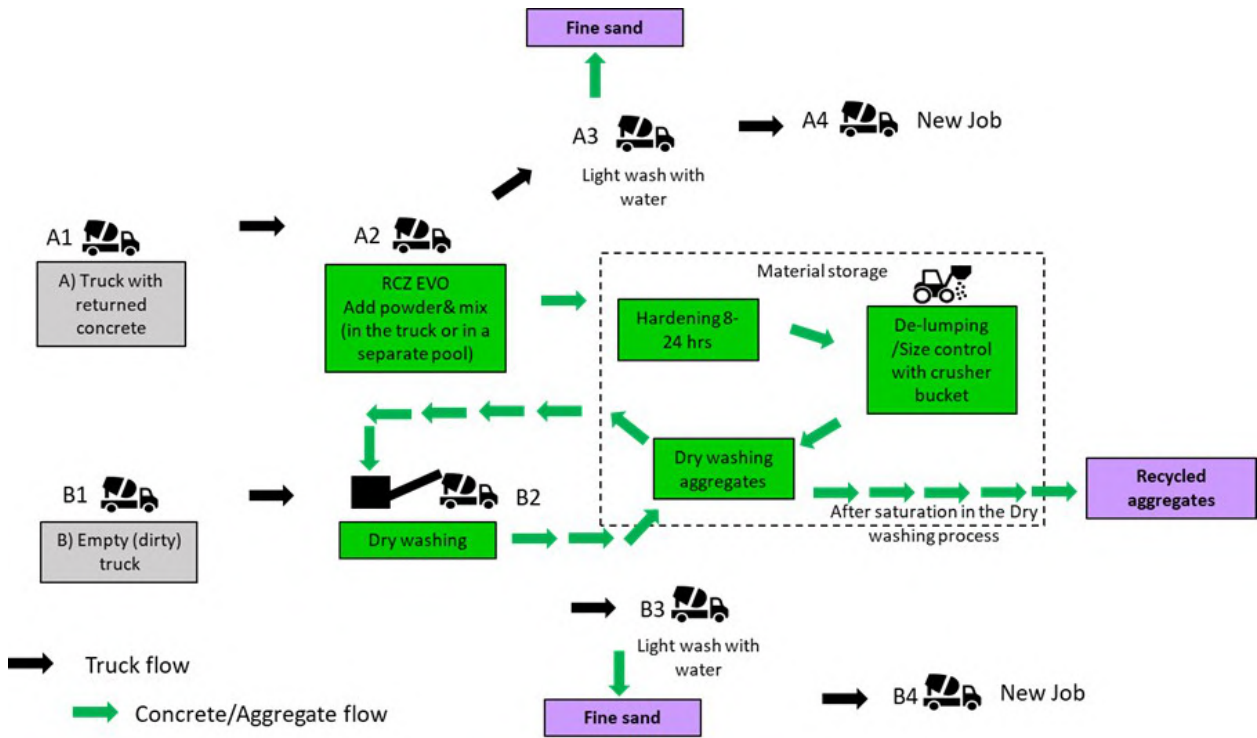 Fine sand
A3
A4
New Job
Light wash with
water
A1
A2
A) Truck with
returned
concrete
RCZ EVO
Add powder& mix
(in the truck or in a
separate pool)
Material storage
Hardening 8-
24 hrs
De-lumping
/Size control
with crusher
bucket
Dry washing
aggregates
Recycled
aggregates
After saturation in the Dry
washing process
B1
B2
B) Empty (dirty)
truck
Dry washing
B3
Light wash with
water
Truck flow
B4
New Job
Concrete/Aggregate flow
Fine sand